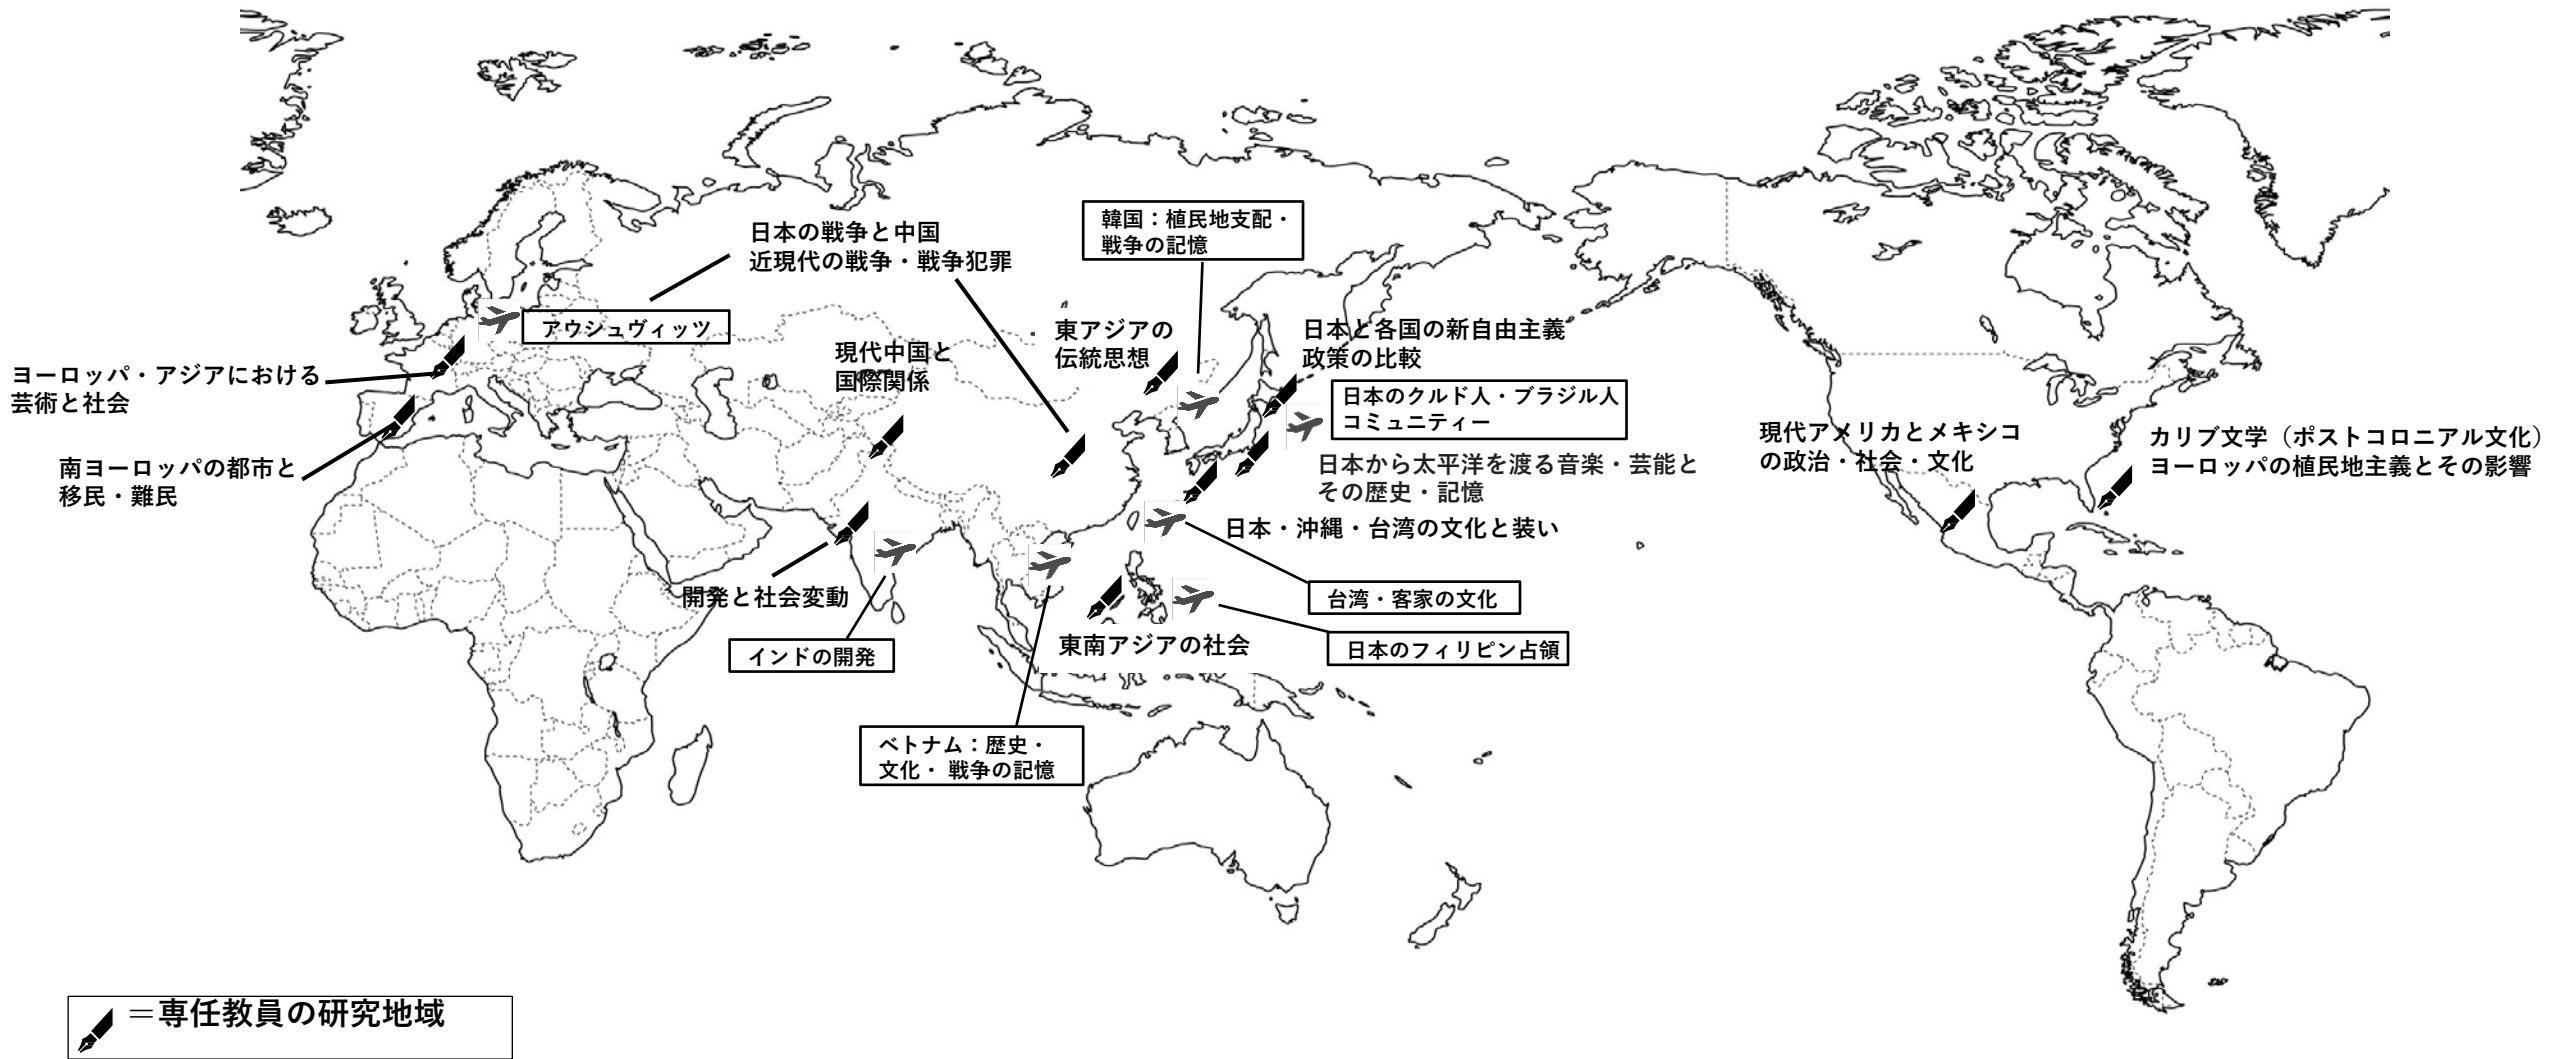 日本の戦争と中国
近現代の戦争・戦争犯罪
韓国：植民地支配・
戦争の記憶
アウシュヴィッツ
東アジアの
伝統思想
日本と各国の新自由主義
政策の比較
現代中国と
国際関係
ヨーロッパ・アジアにおける
芸術と社会
日本のクルド人・ブラジル人
コミュニティー
現代アメリカとメキシコ
の政治・社会・文化
カリブ文学（ポストコロニアル文化）
ヨーロッパの植民地主義とその影響
南ヨーロッパの都市と
移民・難民
日本から太平洋を渡る音楽・芸能と
その歴史・記憶
日本・沖縄・台湾の文化と装い
開発と社会変動
台湾・客家の文化
インドの開発
東南アジアの社会
日本のフィリピン占領
ベトナム：歴史・
文化・ 戦争の記憶
＝専任教員の研究地域